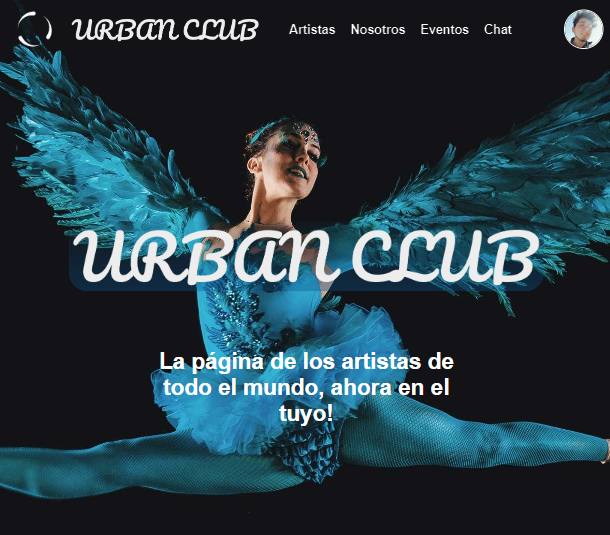 URBAN CLUB Artistas Nosotros Eventos Chat
URBAN CLUB
La página de los artistas de
todo el mundo, ahora en el
tuyo!